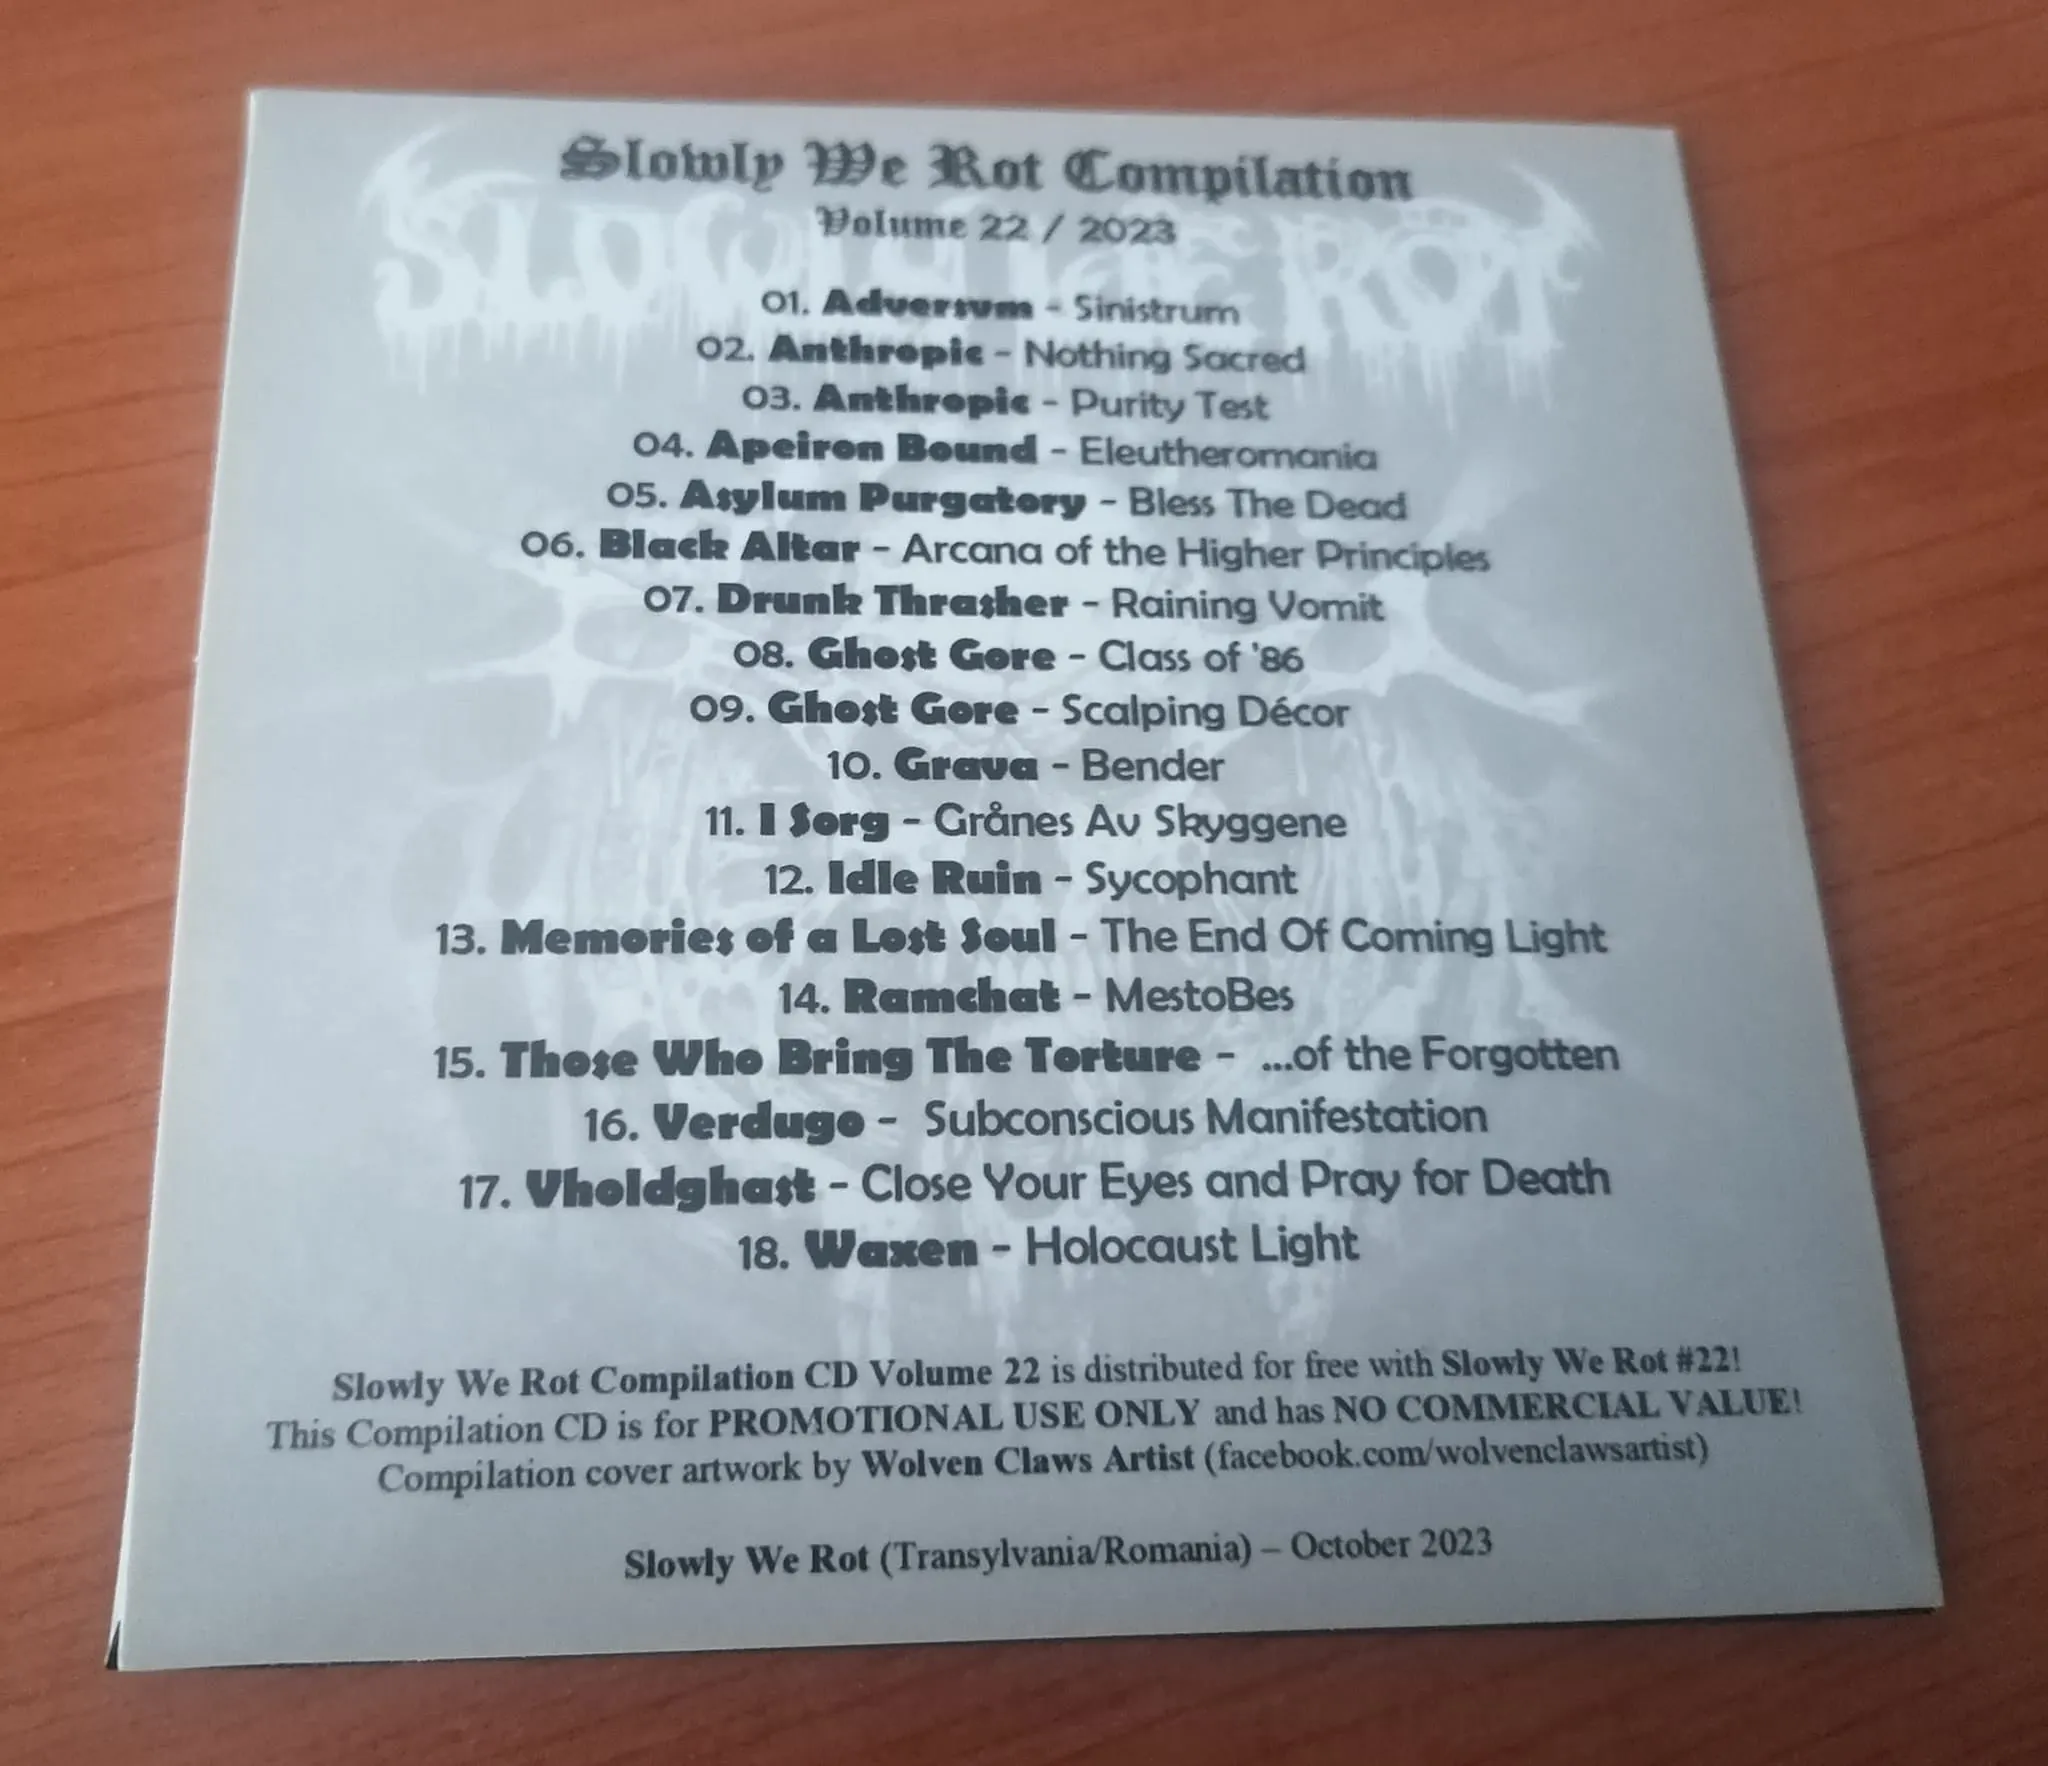 Slowly We Rot Compilation
Volume 22 / 2023
SLOWLY WE ROT
01. Adversvm - Sinistrum
02. Anthropic - Nothing Sacred
03. Anthropic - Purity Test
04. Apeiron Bound - Eleutheromania
05. Asylum Purgatory - Bless The Dead
06. Black Altar - Arcana of the Higher Principles
07. Drunk Thrasher - Raining Vomit
08. Ghost Gore - Class of '86
09. Ghost Gore - Scalping Décor
10. Grava - Bender
11. I Sorg - Grånes Av Skyggene
12. Idle Ruin - Sycophant
13. Memories of a Lost Soul - The End Of Coming Light
14. Ramchat - MestoBes
15. Those Who Bring The Torture - ...of the Forgotten
16. Verdugo - Subconscious Manifestation
17. Vholdghast - Close Your Eyes and Pray for Death
18. Waxen - Holocaust Light
Slowly We Rot Compilation CD Volume 22 is distributed for free with Slowly We Rot #22!
This Compilation CD is for PROMOTIONAL USE ONLY and has NO COMMERCIAL VALUE!
Compilation cover artwork by Wolven Claws Artist (facebook.com/wolvenclawsartist)
Slowly We Rot (Transylvania/Romania) – October 2023